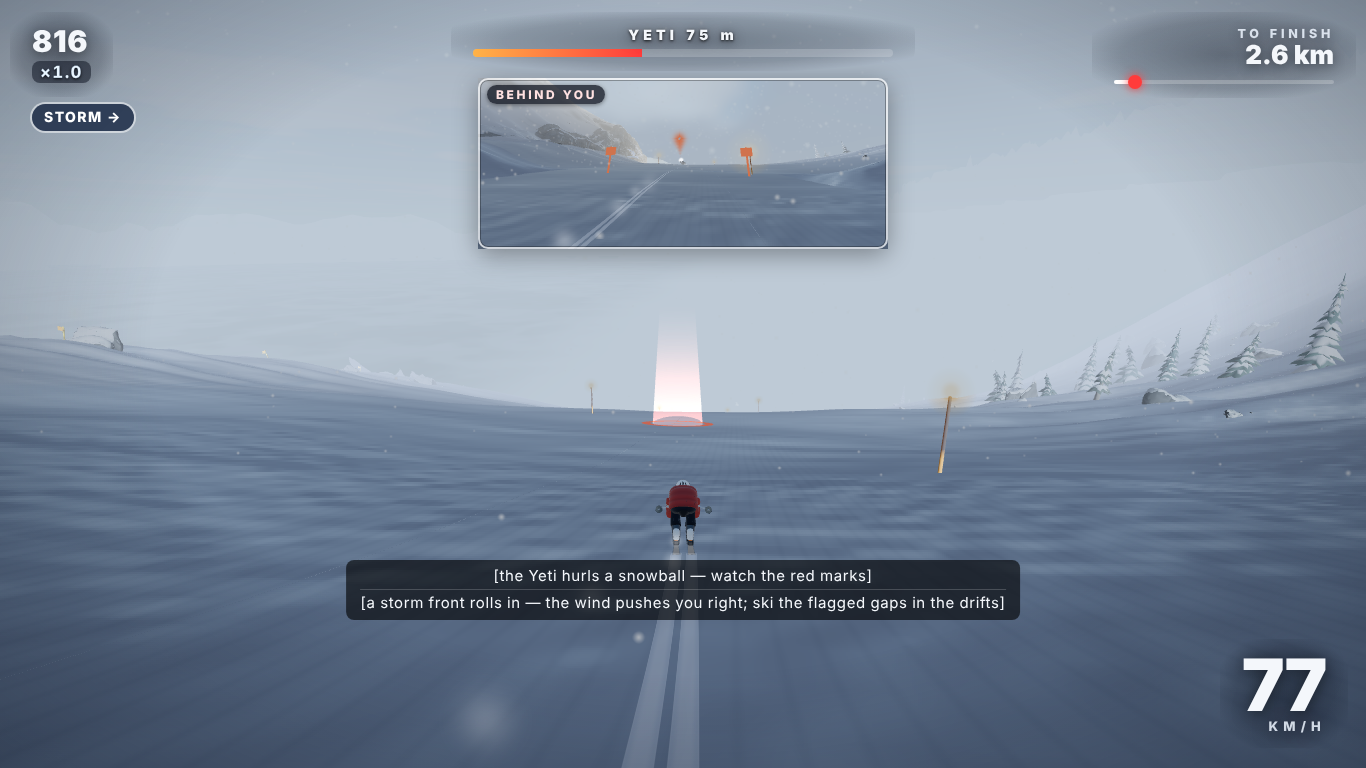 816
×1.0
STORM →
YETI 75 m
BEHIND YOU
TO FINISH
2.6 km
[the Yeti hurls a snowball — watch the red marks]
[a storm front rolls in — the wind pushes you right; ski the flagged gaps in the drifts]
77
KM/H